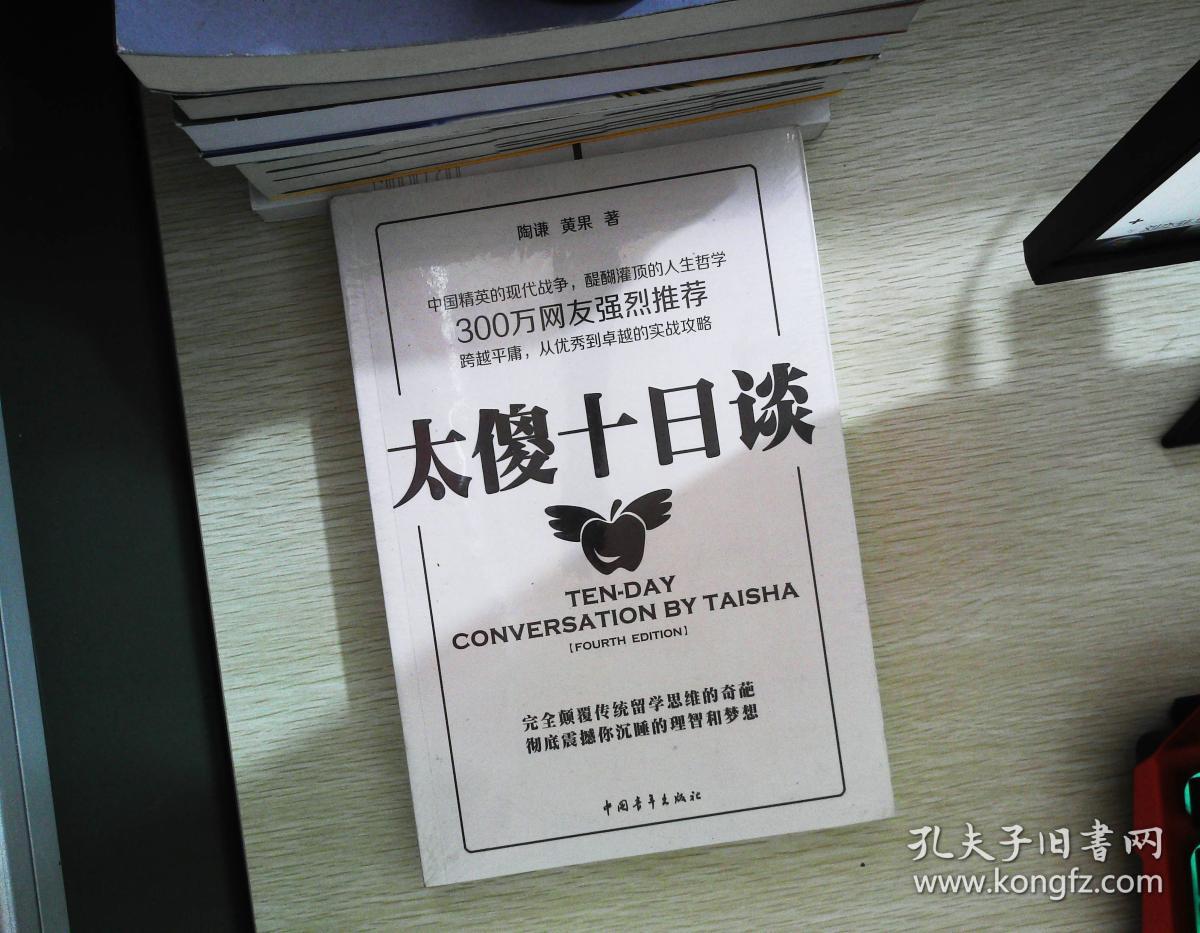 陶谦 黄果 著
中国精英的现代战争，醍醐灌顶的人生哲学
300万网友强烈推荐
跨越平庸，从优秀到卓越的实战攻略
太傻十日谈
TEN-DAY
CONVERSATION BY TAISHA
[FOURTH EDITION]
完全颠覆传统留学思维的奇葩
彻底震撼你沉睡的理智和梦想
中国青年出版社
孔夫子旧书网
www.kongfz.com